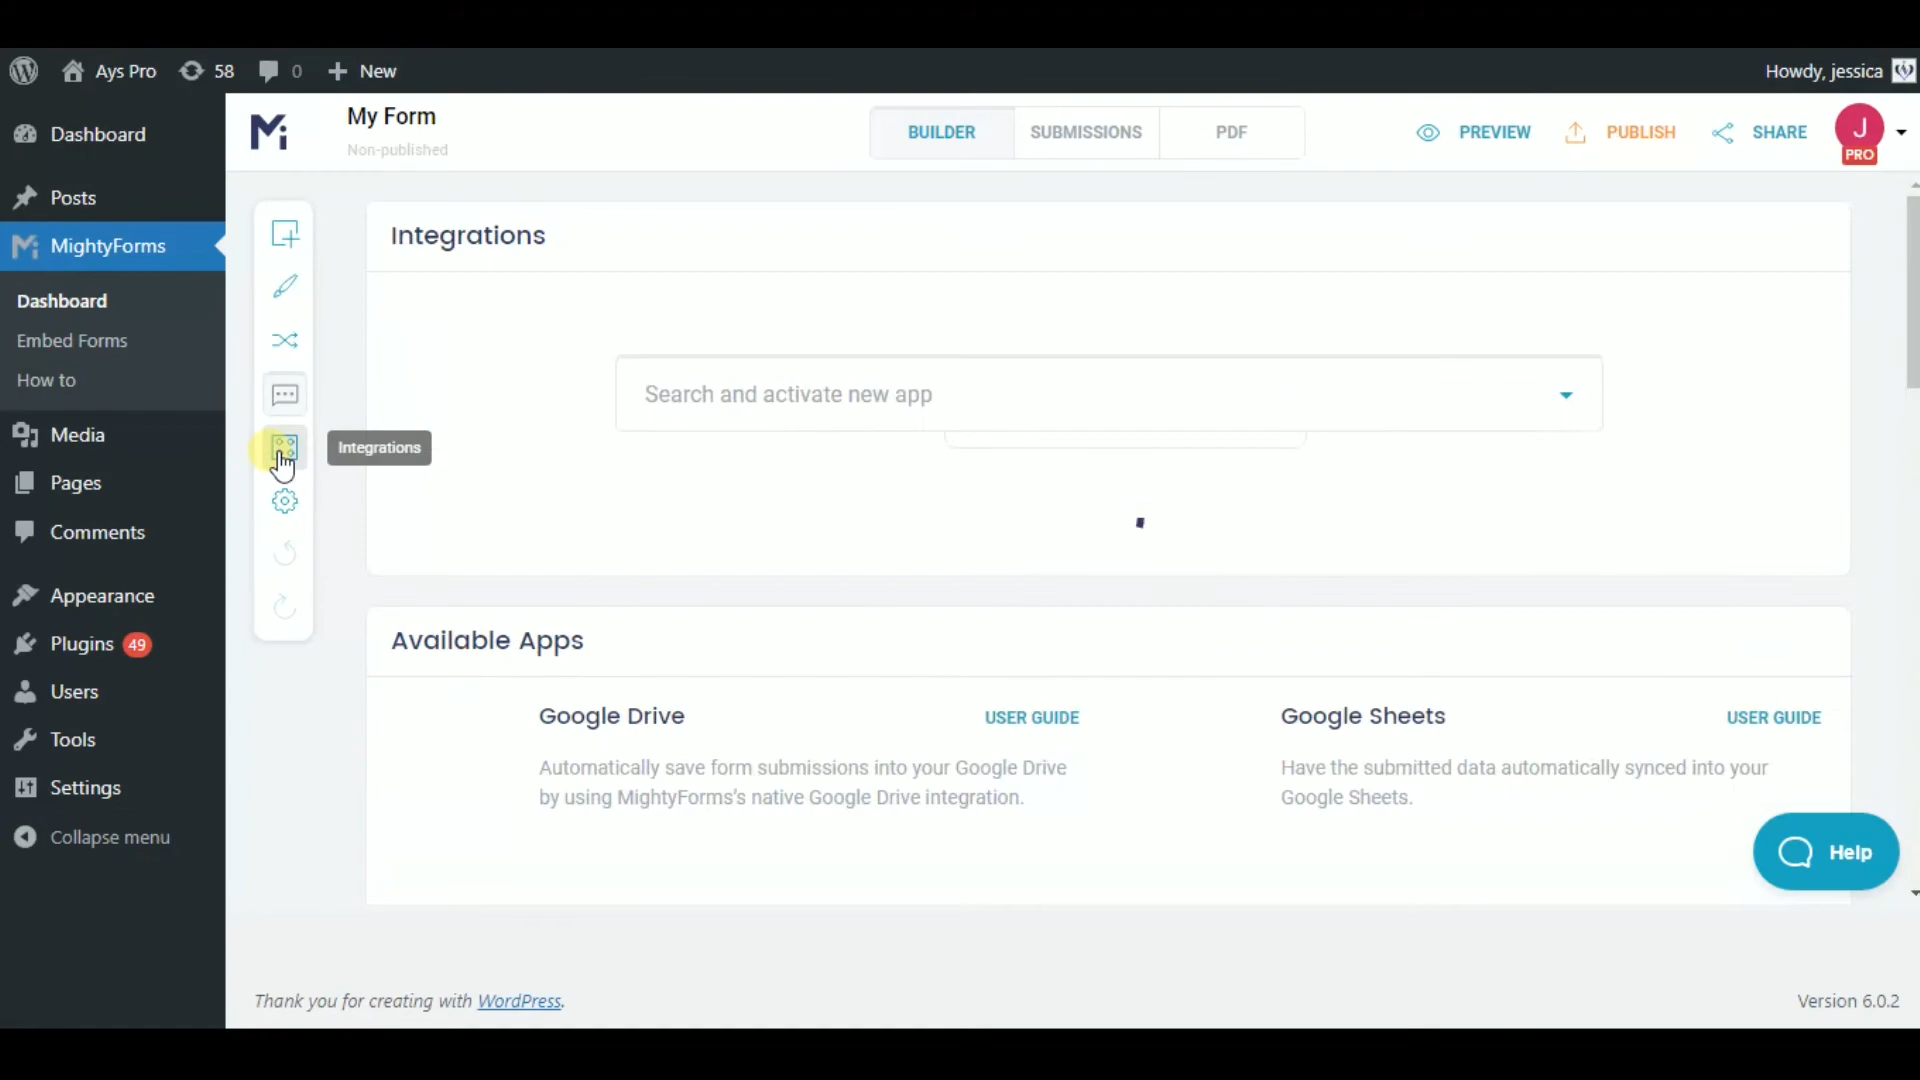 Ays Pro
58
0
New
Howdy, jessica
Dashboard
Posts
MightyForms
Dashboard
Embed Forms
How to
Media
Pages
Comments
Appearance
Plugins 49
Users
Tools
Settings
Collapse menu
My Form
Non-published
BUILDER
SUBMISSIONS
PDF
PREVIEW
PUBLISH
SHARE
J
PRO
Integrations
Integrations
Search and activate new app
Available Apps
Google Drive
USER GUIDE
Automatically save form submissions into your Google Drive
by using MightyForms's native Google Drive integration.
Google Sheets
USER GUIDE
Have the submitted data automatically synced into your
Google Sheets.
Help
Thank you for creating with WordPress.
Version 6.0.2